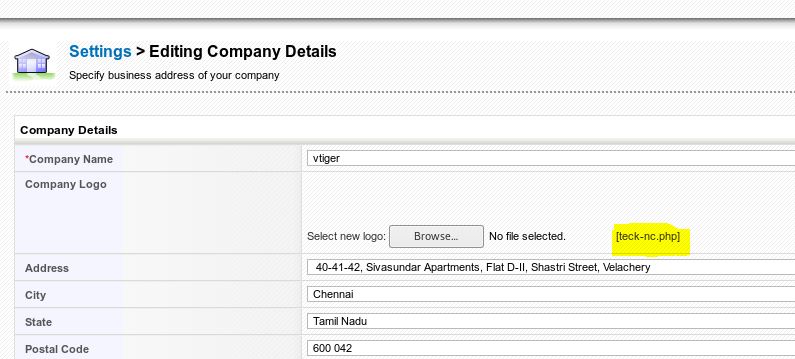 Settings > Editing Company Details
Specify business address of your company
Company Details
*Company Name vtiger
Company Logo
Select new logo: Browse... No file selected. [teck-nc.php]
Address 40-41-42, Sivasundar Apartments, Flat D-II, Shastri Street, Velachery
City Chennai
State Tamil Nadu
Postal Code 600 042